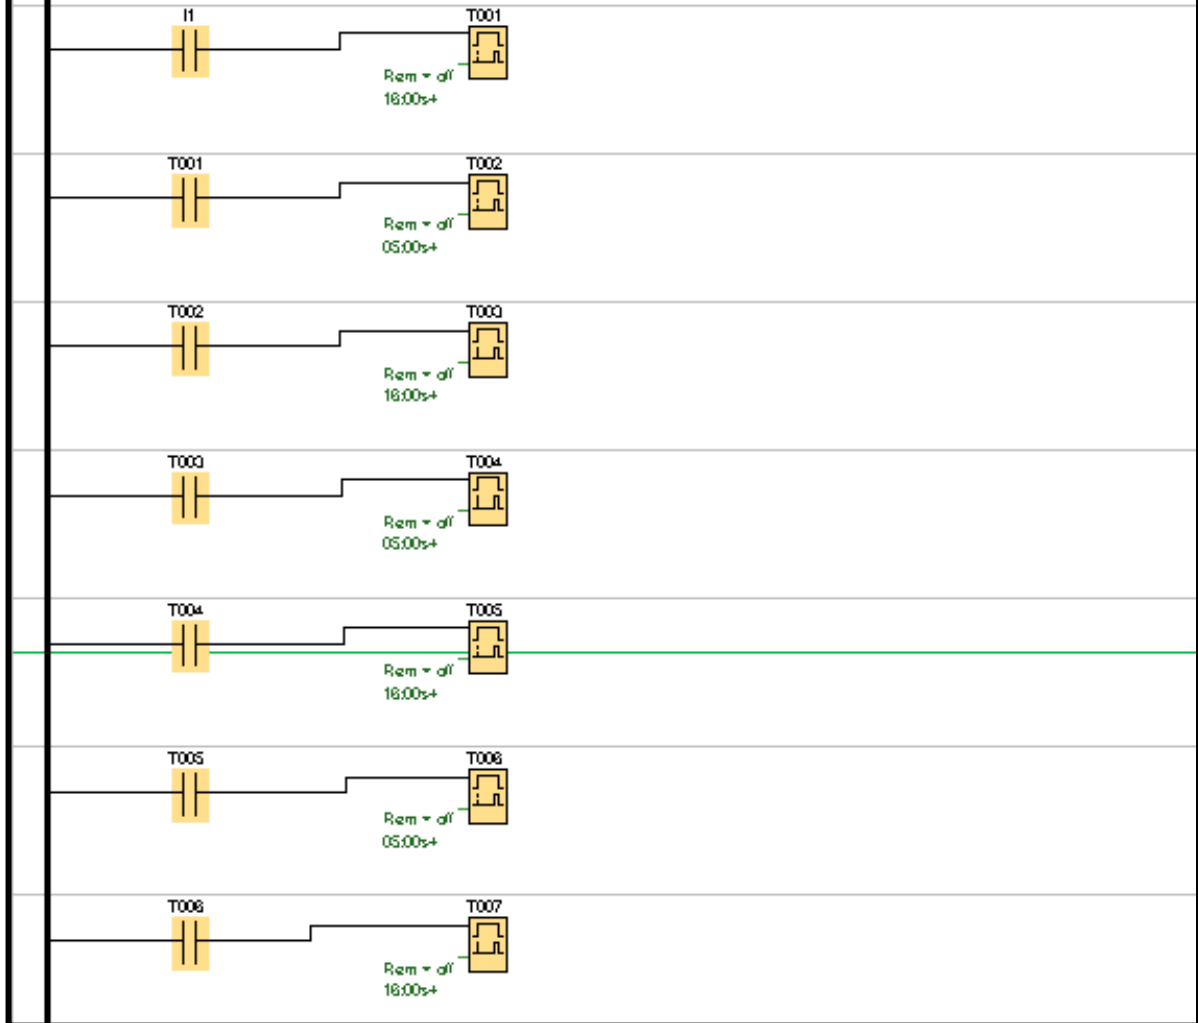 I1 T001
Rem = off
16:00s+
T001 T002
Rem = off
05:00s+
T002 T003
Rem = off
16:00s+
T003 T004
Rem = off
05:00s+
T004 T005
Rem = off
16:00s+
T005 T006
Rem = off
05:00s+
T006 T007
Rem = off
16:00s+